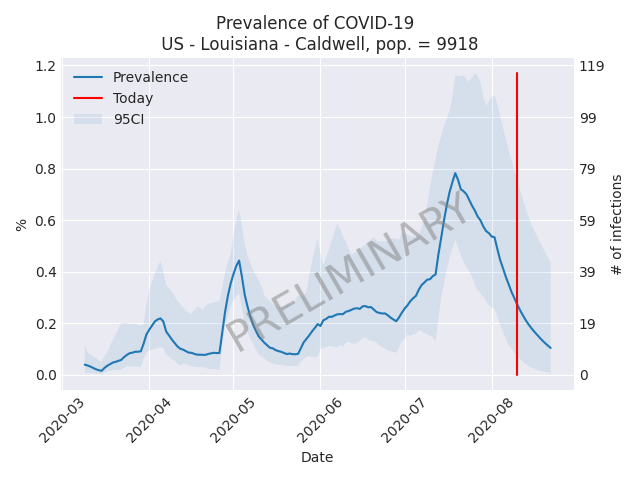 Prevalence of COVID-19
US - Louisiana - Caldwell, pop. = 9918
Prevalence
Today
95CI
PRELIMINARY
%
1.2
1.0
0.8
0.6
0.4
0.2
0.0
119
99
79
59
39
19
0
# of infections
2020-03
2020-04
2020-05
2020-06
2020-07
2020-08
Date